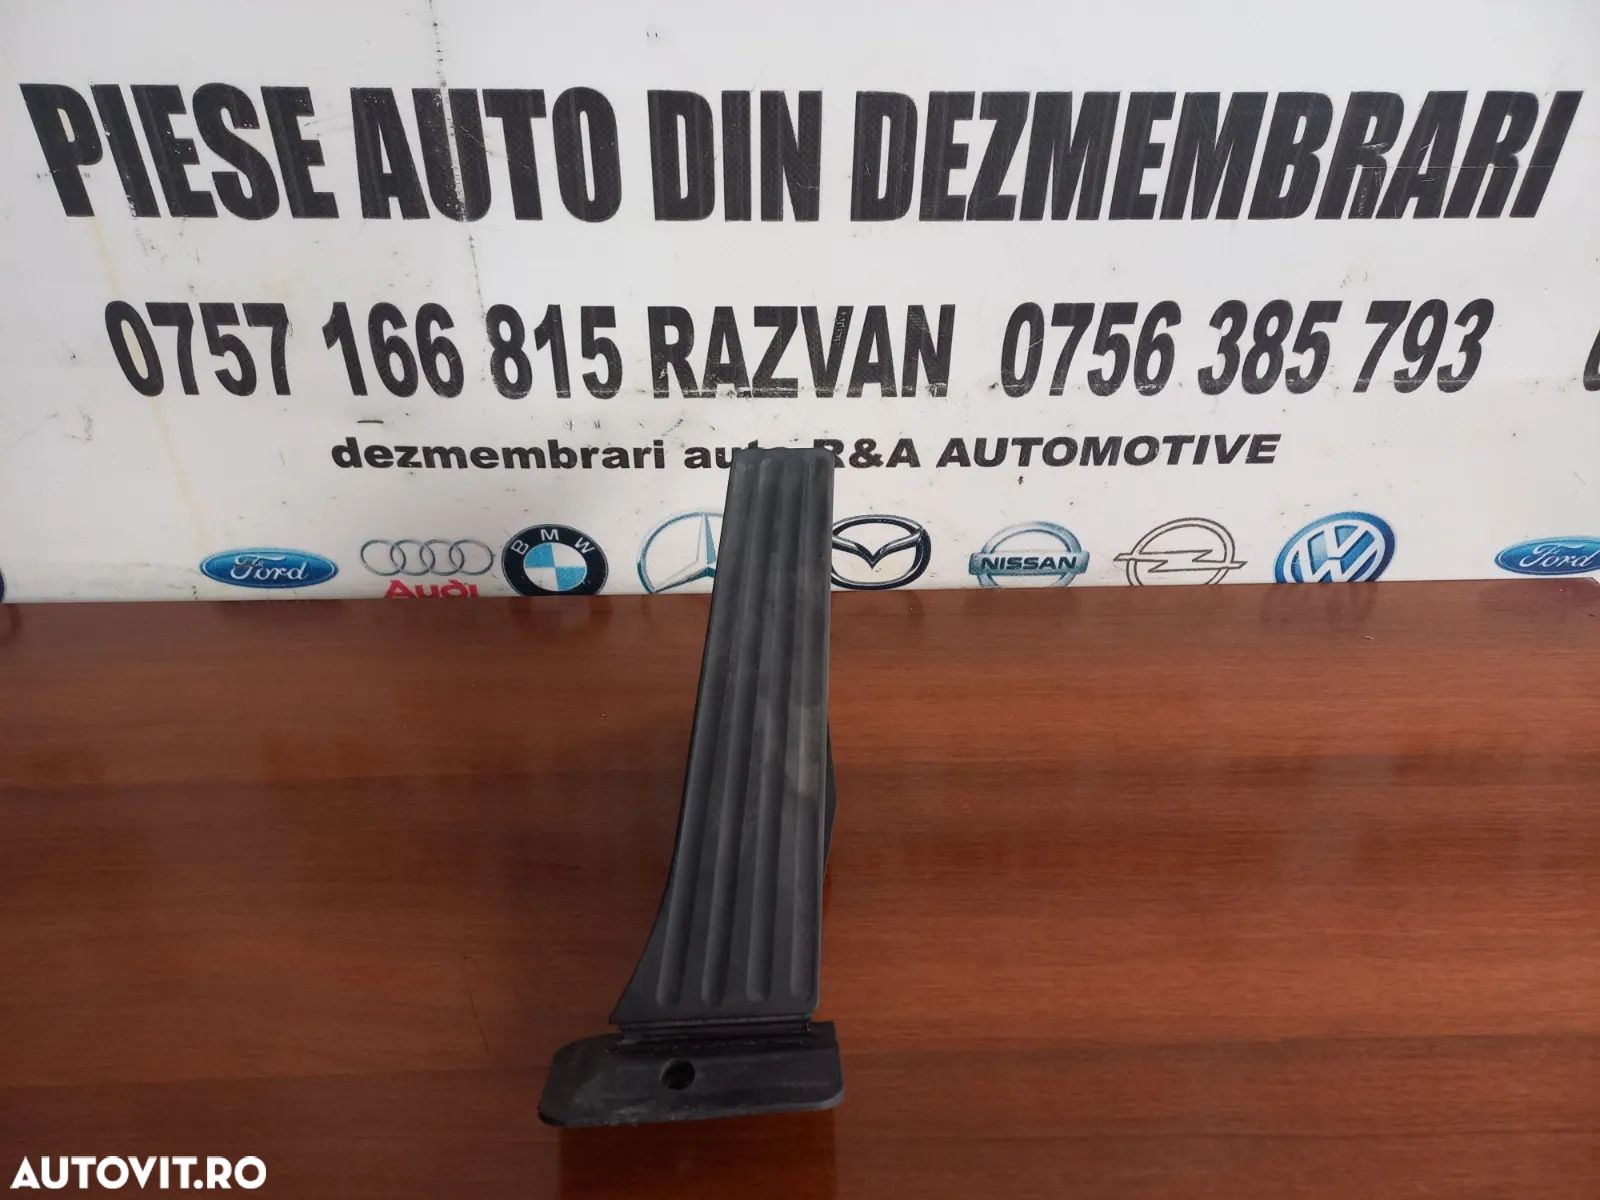 PIESE AUTO DIN DEZMEMBRARI
0757 166 815 RAZVAN 0756 385 793
dezmembrari auto R&A AUTOMOTIVE
Ford Audi BMW NISSAN Ford
AUTOVIT.RO